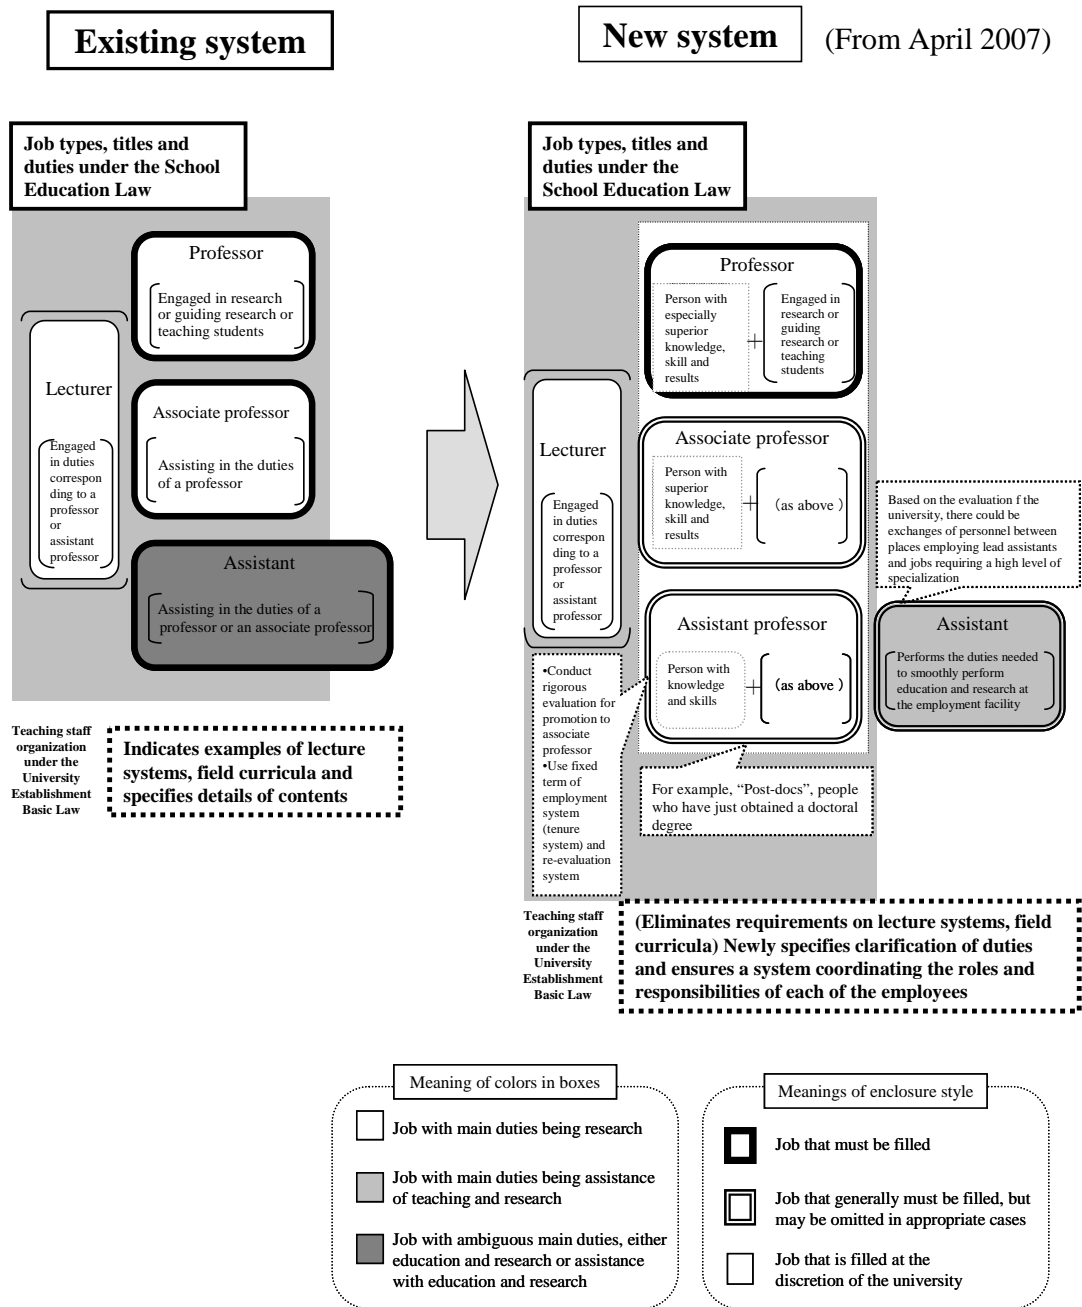 Existing system
New system
(From April 2007)
Job types, titles and
duties under the School
Education Law
Professor
Engaged in research
or guiding research or
teaching students
Lecturer
Engaged
in duties
correspon
ding to a
professor
or
assistant
professor
Associate professor
Assisting in the duties
of a professor
Assistant
Assisting in the duties of a
professor or an associate professor
Teaching staff
organization
under the
University
Establishment
Basic Law
Indicates examples of lecture
systems, field curricula and
specifies details of contents
Job types, titles and
duties under the
School Education Law
Professor
Person with
especially
superior
knowledge,
skill and
results
+
Engaged in
research or
guiding
research or
teaching
students
Lecturer
Engaged
in duties
correspon
ding to a
professor
or
assistant
professor
Associate professor
Person with
superior
knowledge,
skill and
results
+
(as above )
Assistant professor
Person with
knowledge
and skills
+
(as above )
Based on the evaluation f the
university, there could be
exchanges of personnel between
places employing lead assistants
and jobs requiring a high level of
specialization
Assistant
Performs the duties needed
to smoothly perform
education and research at
the employment facility
•Conduct
rigorous
evaluation for
promotion to
associate
professor
•Use fixed
term of
employment
system
(tenure
system) and
re-evaluation
system
For example, “Post-docs”, people
who have just obtained a doctoral
degree
Teaching staff
organization
under the
University
Establishment
Basic Law
(Eliminates requirements on lecture systems, field
curricula) Newly specifies clarification of duties
and ensures a system coordinating the roles and
responsibilities of each of the employees
Meaning of colors in boxes
Job with main duties being research
Job with main duties being assistance
of teaching and research
Job with ambiguous main duties, either
education and research or assistance
with education and research
Meanings of enclosure style
Job that must be filled
Job that generally must be filled, but
may be omitted in appropriate cases
Job that is filled at the
discretion of the university